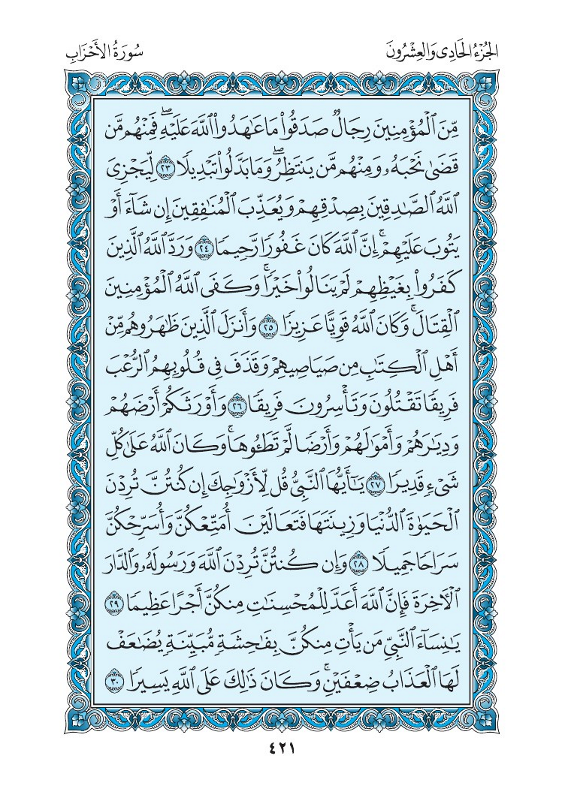 الجُزْءُ الحَادِى وَالعِشْرُونَ
سُورَةُ الأَحْزَابِ
مِّنَ ٱلْمُؤْمِنِينَ رِجَالٌ صَدَقُوا۟ مَا عَٰهَدُوا۟ ٱللَّهَ عَلَيْهِ ۖ فَمِنْهُم مَّن
قَضَىٰ نَحْبَهُۥ وَمِنْهُم مَّن يَنتَظِرُ ۖ وَمَا بَدَّلُوا۟ تَبْدِيلًا ٢٣ لِّيَجْزِىَ
ٱللَّهُ ٱلصَّٰدِقِينَ بِصِدْقِهِمْ وَيُعَذِّبَ ٱلْمُنَٰفِقِينَ إِن شَآءَ أَوْ
يَتُوبَ عَلَيْهِمْ ۚ إِنَّ ٱللَّهَ كَانَ غَفُورًا رَّحِيمًا ٢٤ وَرَدَّ ٱللَّهُ ٱلَّذِينَ
كَفَرُوا۟ بِغَيْظِهِمْ لَمْ يَنَالُوا۟ خَيْرًا ۚ وَكَفَى ٱللَّهُ ٱلْمُؤْمِنِينَ
ٱلْقِتَالَ ۚ وَكَانَ ٱللَّهُ قَوِيًّا عَزِيزًا ٢٥ وَأَنزَلَ ٱلَّذِينَ ظَٰهَرُوهُم مِّنْ
أَهْلِ ٱلْكِتَٰبِ مِن صَيَاصِيهِمْ وَقَذَفَ فِى قُلُوبِهِمُ ٱلرُّعْبَ
فَرِيقًا تَقْتُلُونَ وَتَأْسِرُونَ فَرِيقًا ٢٦ وَأَوْرَثَكُمْ أَرْضَهُمْ
وَدِيَٰرَهُمْ وَأَمْوَٰلَهُمْ وَأَرْضًا لَّمْ تَطَـُٔوهَا ۚ وَكَانَ ٱللَّهُ عَلَىٰ كُلِّ
شَىْءٍ قَدِيرًا ٢٧ يَٰٓأَيُّهَا ٱلنَّبِىُّ قُل لِّأَزْوَٰجِكَ إِن كُنتُنَّ تُرِدْنَ
ٱلْحَيَوٰةَ ٱلدُّنْيَا وَزِينَتَهَا فَتَعَالَيْنَ أُمَتِّعْكُنَّ وَأُسَرِّحْكُنَّ
سَرَاحًا جَمِيلًا ٢٨ وَإِن كُنتُنَّ تُرِدْنَ ٱللَّهَ وَرَسُولَهُۥ وَٱلدَّارَ
ٱلْءَاخِرَةَ فَإِنَّ ٱللَّهَ أَعَدَّ لِلْمُحْسِنَٰتِ مِنكُنَّ أَجْرًا عَظِيمًا ٢٩
يَٰنِسَآءَ ٱلنَّبِىِّ مَن يَأْتِ مِنكُنَّ بِفَٰحِشَةٍ مُّبَيِّنَةٍ يُضَٰعَفْ
لَهَا ٱلْعَذَابُ ضِعْفَيْنِ ۚ وَكَانَ ذَٰلِكَ عَلَى ٱللَّهِ يَسِيرًا ٣٠
٤٢١